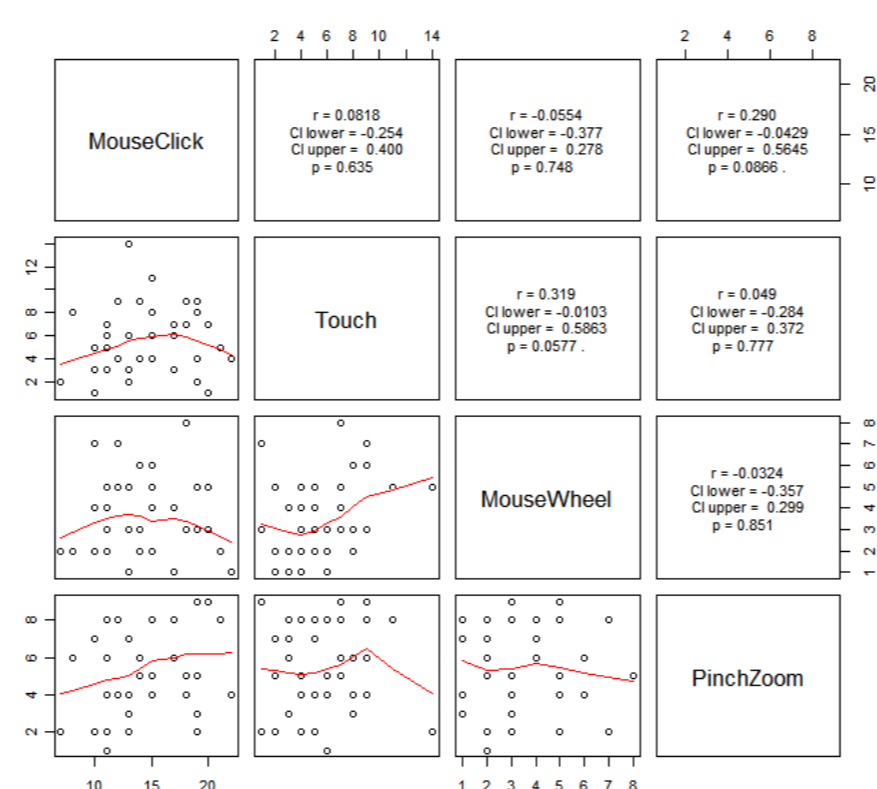 2 4 6 8 10 14
2 4 6 8
MouseClick
r = 0.0818
CI lower = -0.254
CI upper = 0.400
p = 0.635
r = -0.0554
CI lower = -0.377
CI upper = 0.278
p = 0.748
r = 0.290
CI lower = -0.0429
CI upper = 0.5645
p = 0.0866 .
20
15
10
12
8
6
4
2
Touch
r = 0.319
CI lower = -0.0103
CI upper = 0.5863
p = 0.0577 .
r = 0.049
CI lower = -0.284
CI upper = 0.372
p = 0.777
MouseWheel
r = -0.0324
CI lower = -0.357
CI upper = 0.299
p = 0.851
8
7
6
5
4
3
2
1
8
6
4
2
PinchZoom
10 15 20
1 2 3 4 5 6 7 8